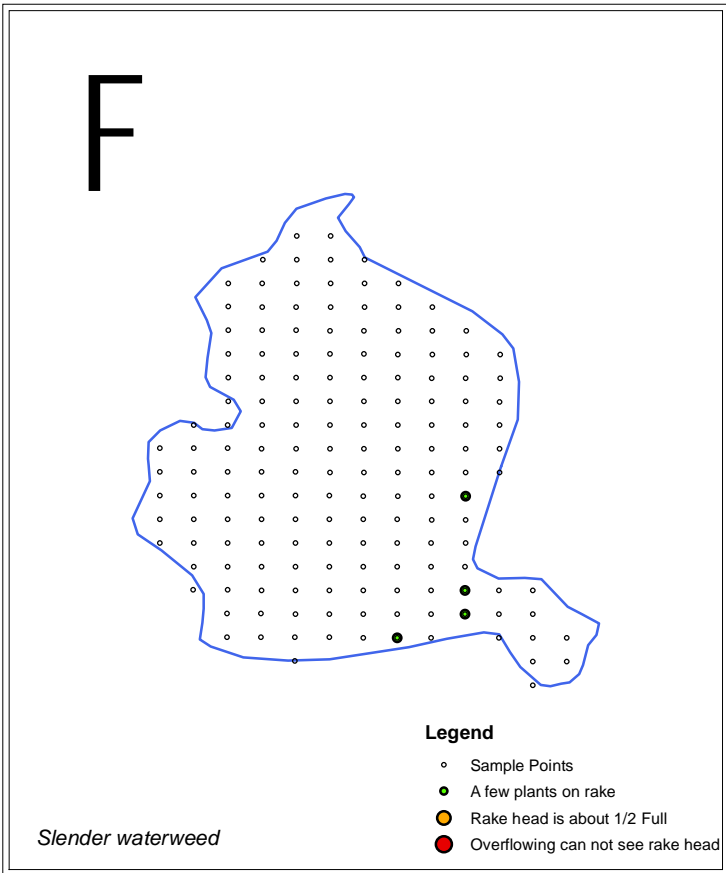 F
Legend
Sample Points
A few plants on rake
Rake head is about 1/2 Full
Overflowing can not see rake head
Slender waterweed